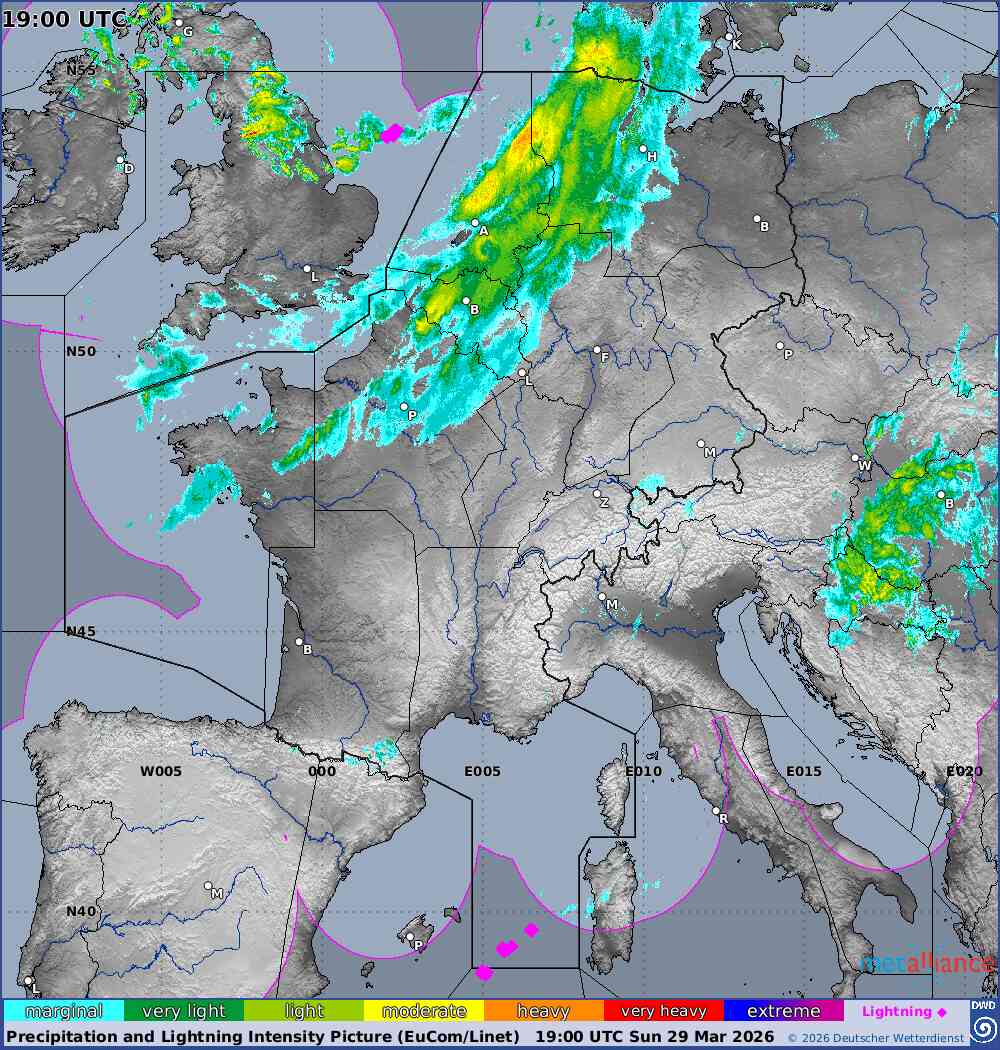 19:00 UTC
G
K
N55
H
D
A
B
L
B
N50
P
F
L
P
M
W
B
Z
M
N45
B
W005
000
E005
E010
E015
E020
R
M
N40
P
L
metalliance
marginal
very light
light
moderate
heavy
very heavy
extreme
Lightning ◆
DWD
Precipitation and Lightning Intensity Picture (EuCom/Linet) 19:00 UTC Sun 29 Mar 2026 © 2026 Deutscher Wetterdienst